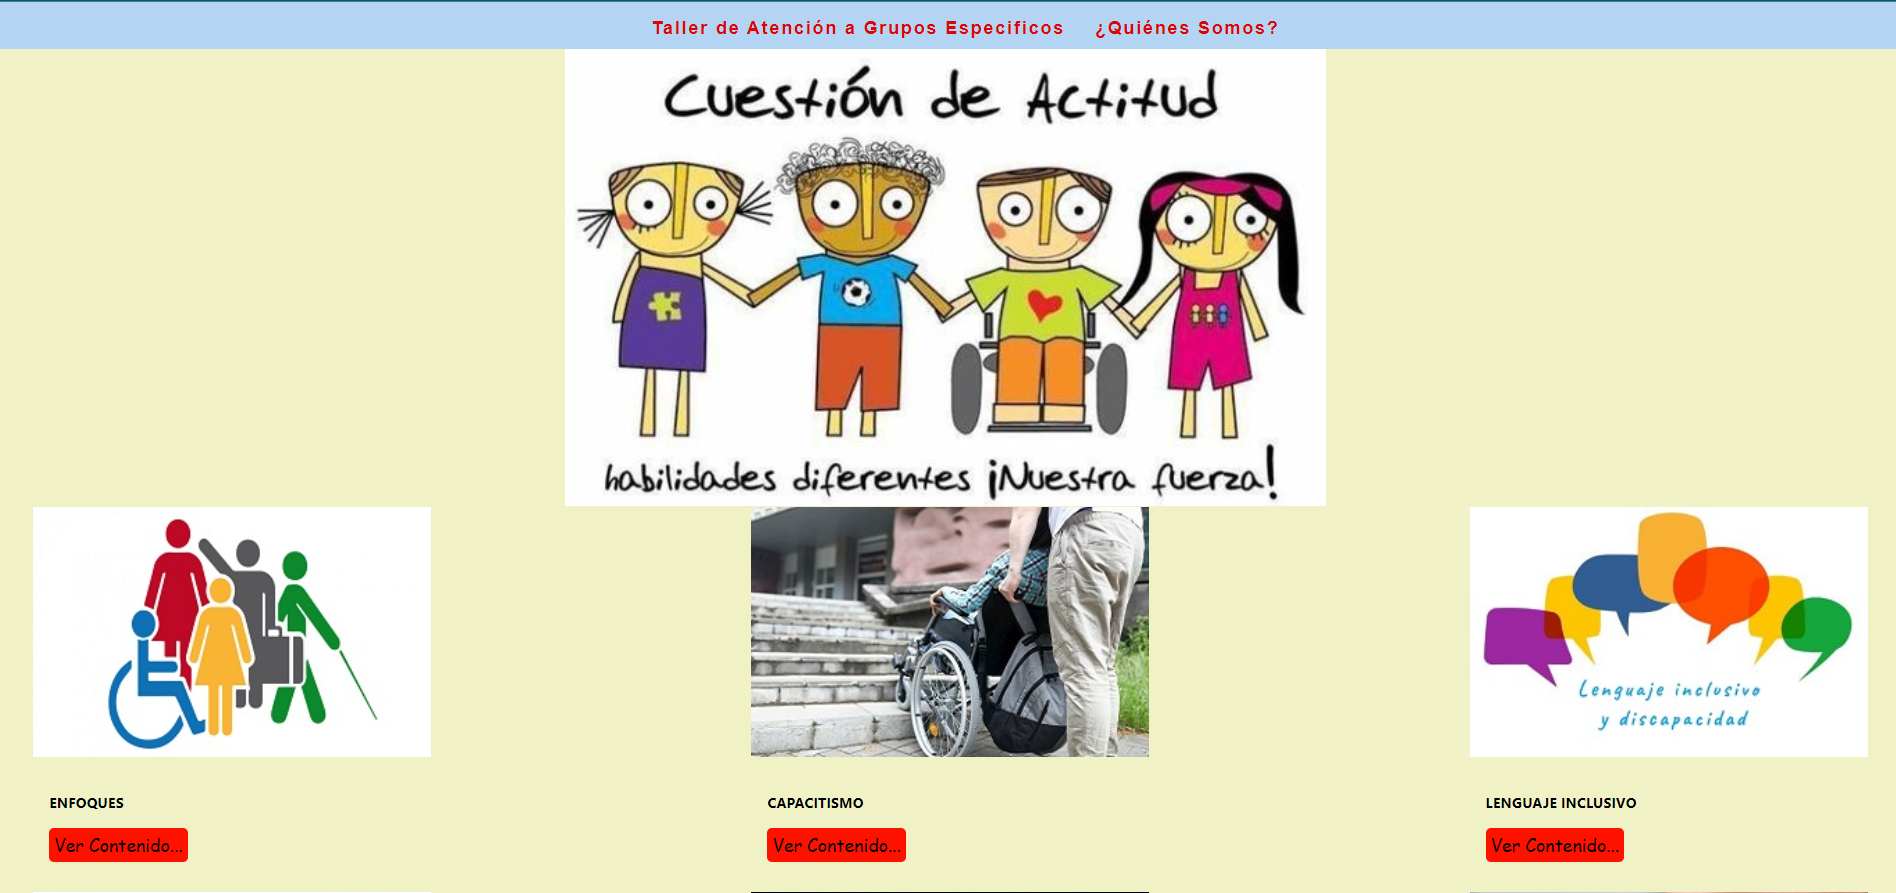 Taller de Atención a Grupos Especificos ¿Quiénes Somos?
Cuestión de Actitud
habilidades diferentes ¡Nuestra fuerza!
Lenguaje inclusivo
y discapacidad
ENFOQUES
CAPACITISMO
LENGUAJE INCLUSIVO
Ver Contenido...
Ver Contenido...
Ver Contenido...